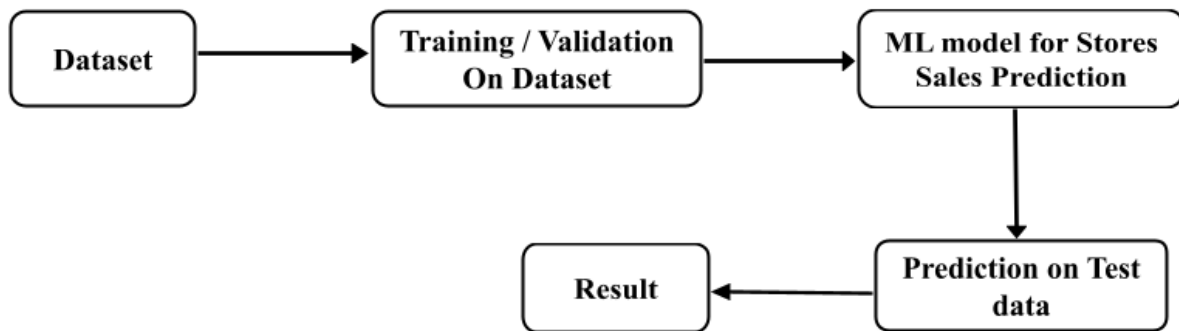 Dataset
Training / Validation
On Dataset
ML model for Stores
Sales Prediction
Prediction on Test
data
Result